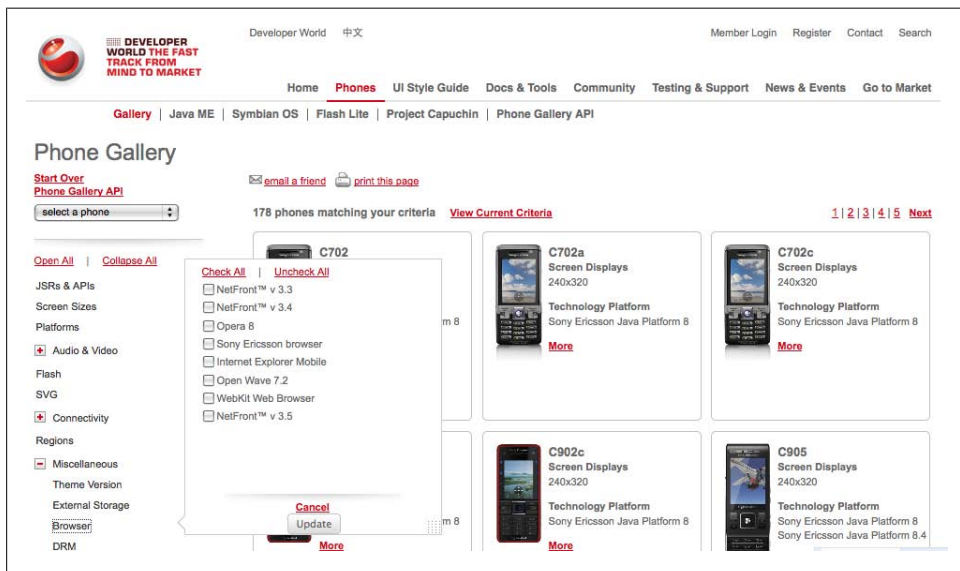 DEVELOPER
WORLD THE FAST
TRACK FROM
MIND TO MARKET
Developer World 中文
Member Login Register Contact Search
Home Phones UI Style Guide Docs & Tools Community Testing & Support News & Events Go to Market
Gallery | Java ME | Symbian OS | Flash Lite | Project Capuchin | Phone Gallery API
Phone Gallery
Start Over
Phone Gallery API
select a phone
email a friend print this page
178 phones matching your criteria View Current Criteria
1 | 2 | 3 | 4 | 5 Next
Open All | Collapse All
JSRs & APIs
Screen Sizes
Platforms
Audio & Video
Flash
SVG
Connectivity
Regions
Miscellaneous
Theme Version
External Storage
Browser
DRM
Check All | Uncheck All
NetFront™ v 3.3
NetFront™ v 3.4
Opera 8
Sony Ericsson browser
Internet Explorer Mobile
Open Wave 7.2
WebKit Web Browser
NetFront™ v 3.5
Cancel
Update
C702
m 8
C702a
Screen Displays
240x320
Technology Platform
Sony Ericsson Java Platform 8
More
C702c
Screen Displays
240x320
Technology Platform
Sony Ericsson Java Platform 8
More
m 8
More
C902c
Screen Displays
240x320
Technology Platform
Sony Ericsson Java Platform 8
More
C905
Screen Displays
240x320
Technology Platform
Sony Ericsson Java Platform 8
Sony Ericsson Java Platform 8.4
More